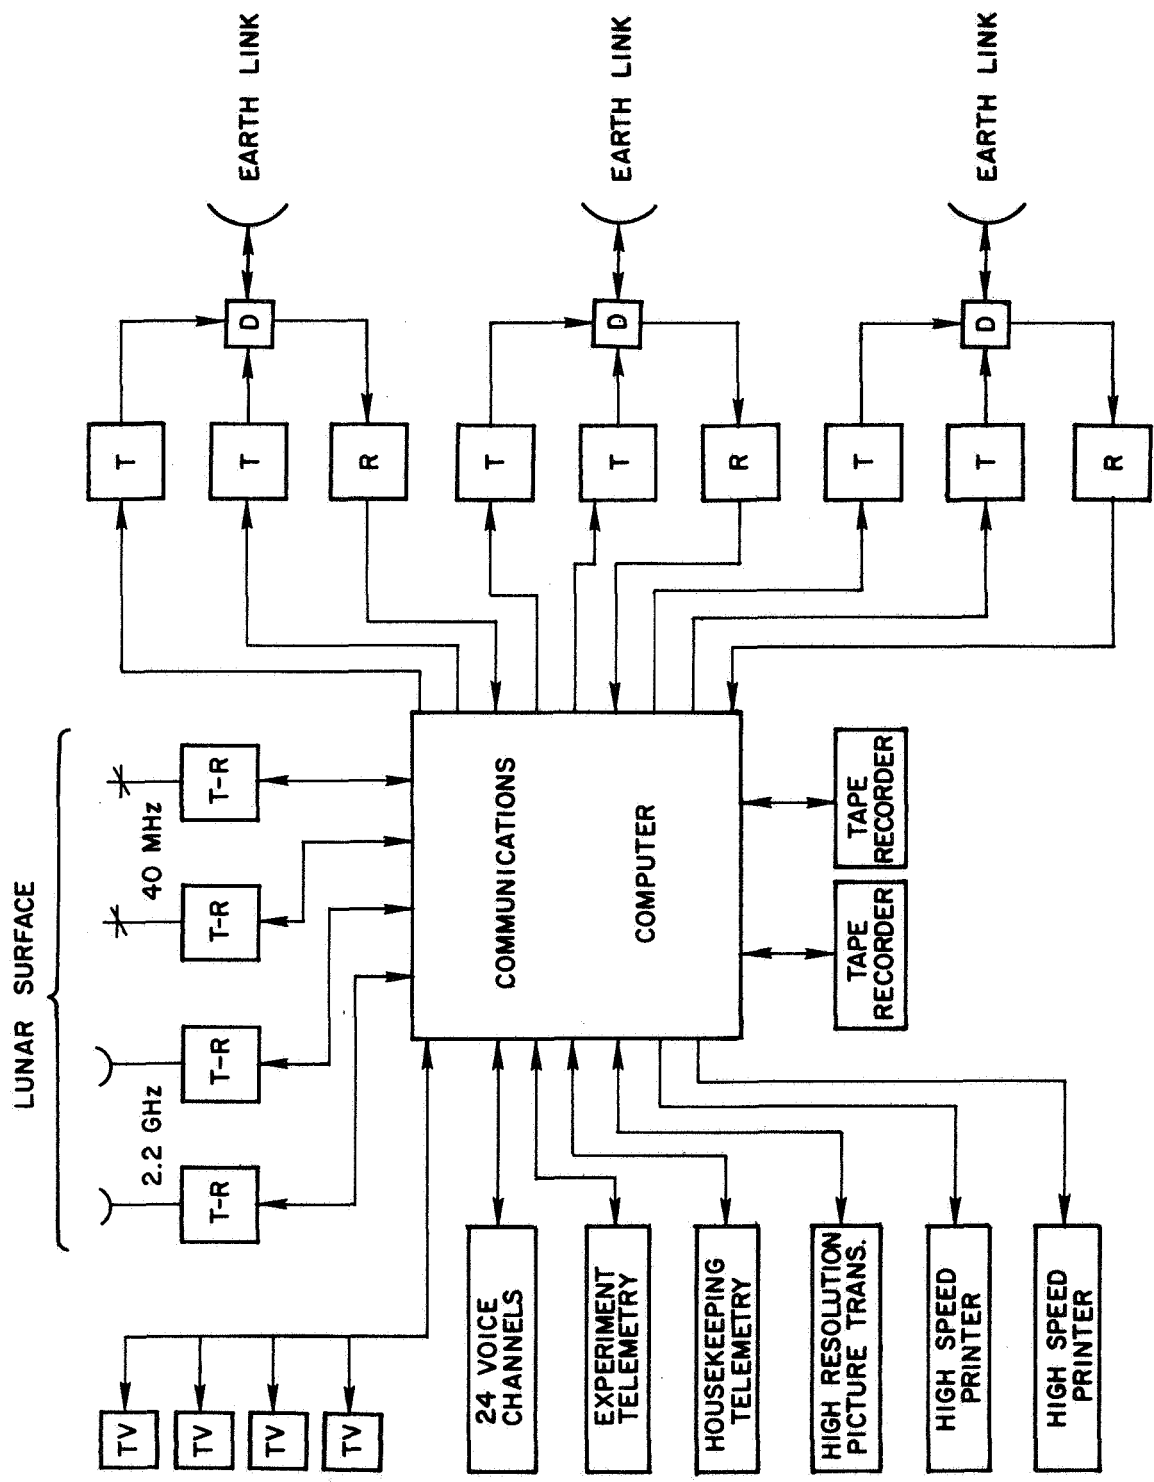 LUNAR SURFACE
2.2 GHz
40 MHz
T-R
T-R
T-R
T-R
TV
TV
TV
TV
24 VOICE
CHANNELS
EXPERIMENT
TELEMETRY
HOUSEKEEPING
TELEMETRY
HIGH RESOLUTION
PICTURE TRANS.
HIGH SPEED
PRINTER
HIGH SPEED
PRINTER
COMMUNICATIONS
COMPUTER
TAPE
RECORDER
TAPE
RECORDER
T
T
R
D
EARTH LINK
T
T
R
D
EARTH LINK
T
T
R
D
EARTH LINK